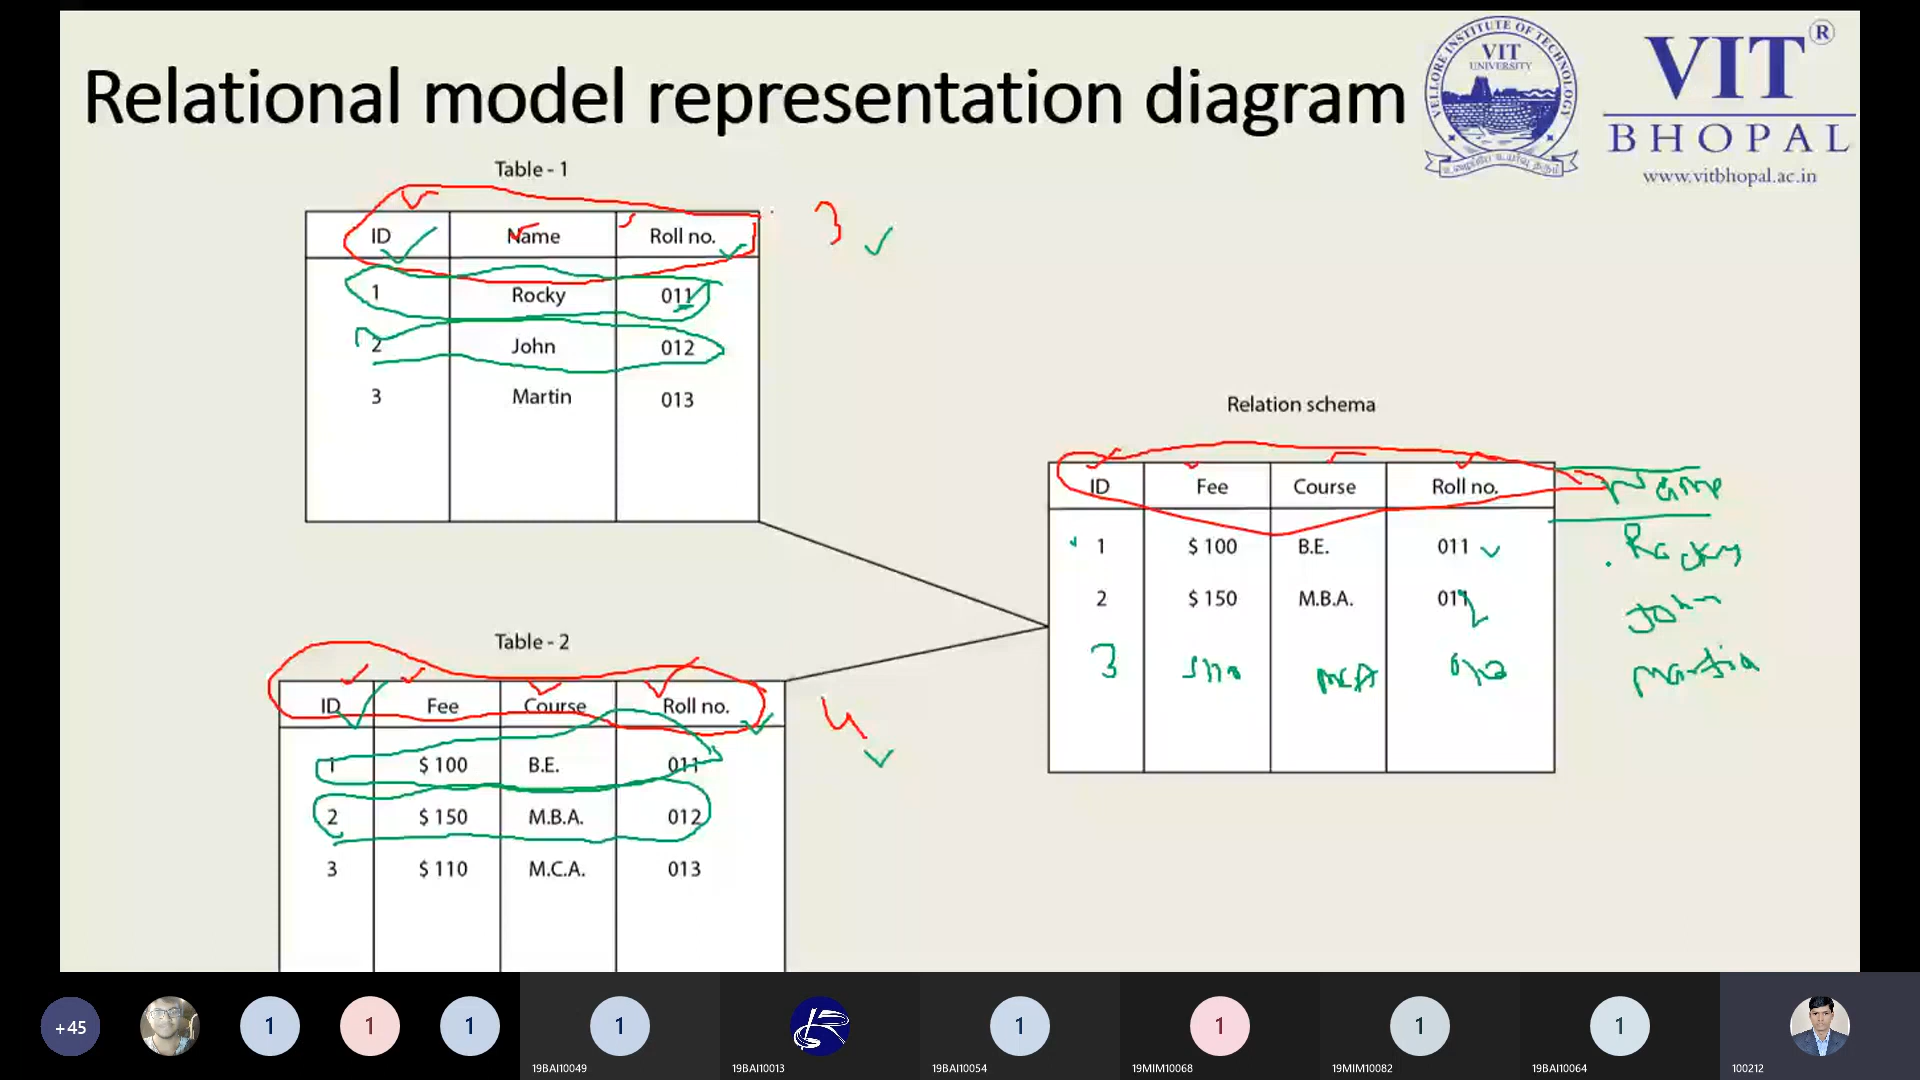 Relational model representation diagram
VELLORE INSTITUTE OF TECHNOLOGY
VIT
UNIVERSITY
VIT®
BHOPAL
www.vitbhopal.ac.in
Table - 1
ID Name Roll no.
1 Rocky 011
2 John 012
3 Martin 013
3
Relation schema
ID Fee Course Roll no. Name
1 $ 100 B.E. 011 Rocky
2 $ 150 M.B.A. 012 John
3 MCA Martin
Table - 2
ID Fee Course Roll no.
1 $ 100 B.E. 011
2 $ 150 M.B.A. 012
3 $ 110 M.C.A. 013
4
+45
1
1
1
1
1
1
1
1
19BAI10049
19BAI10013
19BAI10054
19MIM10068
19MIM10082
19BAI10064
100212